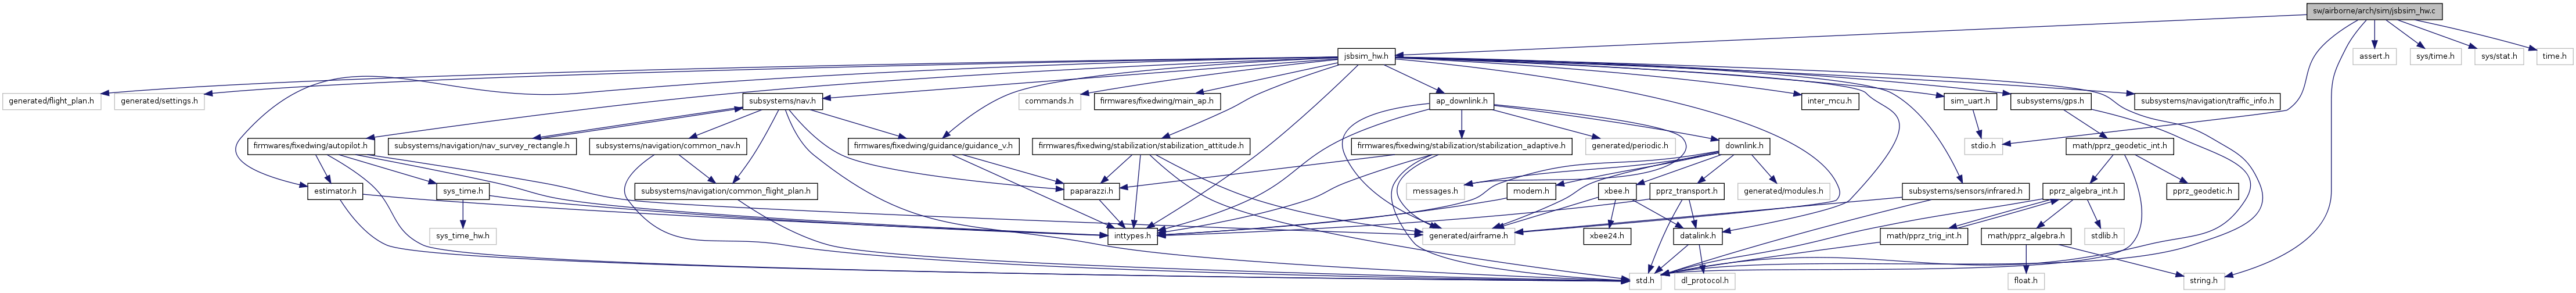 sw/airborne/arch/sim/jsbsim_hw.c
jsbsim_hw.h
assert.h
sys/time.h
sys/stat.h
time.h
generated/flight_plan.h
generated/settings.h
subsystems/nav.h
commands.h
firmwares/fixedwing/main_ap.h
ap_downlink.h
inter_mcu.h
sim_uart.h
subsystems/gps.h
subsystems/navigation/traffic_info.h
firmwares/fixedwing/autopilot.h
subsystems/navigation/nav_survey_rectangle.h
subsystems/navigation/common_nav.h
firmwares/fixedwing/guidance/guidance_v.h
firmwares/fixedwing/stabilization/stabilization_attitude.h
firmwares/fixedwing/stabilization/stabilization_adaptive.h
generated/periodic.h
downlink.h
stdio.h
math/pprz_geodetic_int.h
estimator.h
sys_time.h
subsystems/navigation/common_flight_plan.h
paparazzi.h
messages.h
modem.h
xbee.h
pprz_transport.h
generated/modules.h
subsystems/sensors/infrared.h
pprz_algebra_int.h
pprz_geodetic.h
sys_time_hw.h
inttypes.h
generated/airframe.h
xbee24.h
datalink.h
math/pprz_trig_int.h
math/pprz_algebra.h
stdlib.h
std.h
dl_protocol.h
float.h
string.h